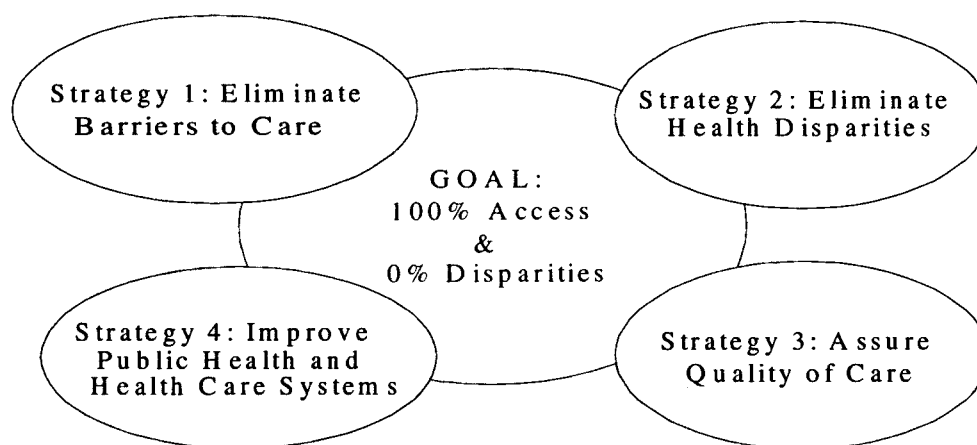 Strategy 1: Eliminate
Barriers to Care
Strategy 2: Eliminate
Health Disparities
GOAL:
100% Access
&
0% Disparities
Strategy 4: Improve
Public Health and
Health Care Systems
Strategy 3: Assure
Quality of Care